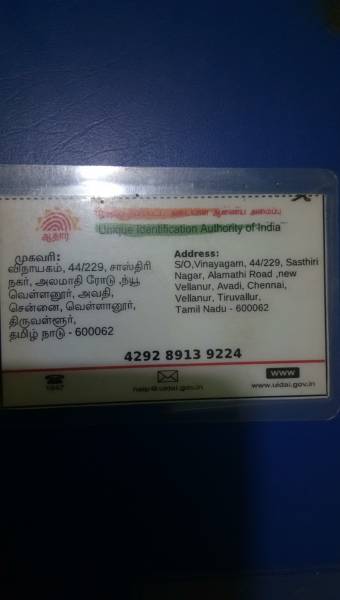 ஆதார்
Unique Identification Authority of India
முகவரி:
விநாயகம், 44/229, சாஸ்திரி
நகர், அலமாதி ரோடு ,ந்யூ
வெள்ளனூர், அவதி,
சென்னை, வெள்ளானூர்,
திருவள்ளூர்,
தமிழ் நாடு - 600062
Address:
S/O,Vinayagam, 44/229, Sasthiri
Nagar, Alamathi Road ,new
Vellanur, Avadi, Chennai,
Vellanur, Tiruvallur,
Tamil Nadu - 600062
4292 8913 9224
1947
help@uidai.gov.in
WWW
www.uidai.gov.in